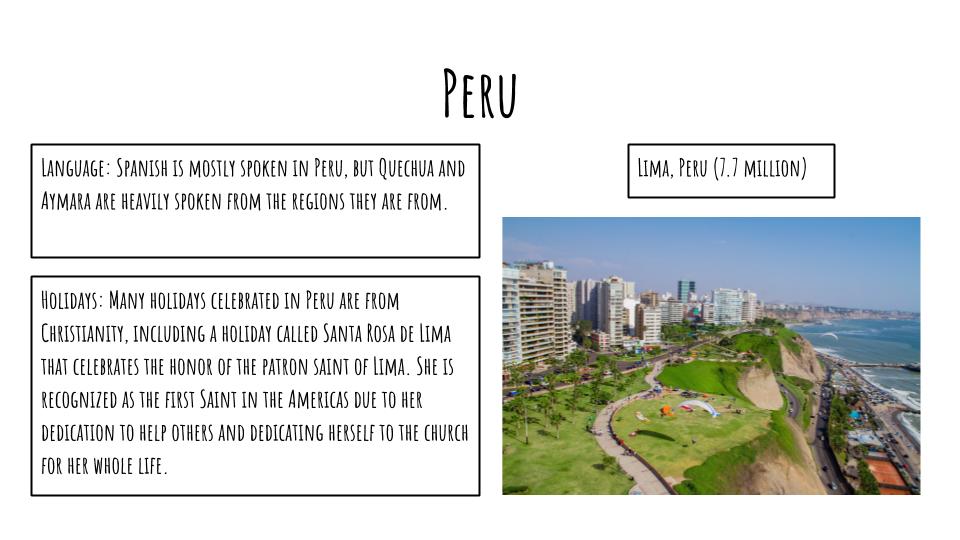 Peru
Language: Spanish is mostly spoken in Peru, but Quechua and
Aymara are heavily spoken from the regions they are from.
Lima, Peru (7.7 million)
Holidays: Many holidays celebrated in Peru are from
Christianity, including a holiday called Santa Rosa de Lima
that celebrates the honor of the patron saint of Lima. She is
recognized as the first Saint in the Americas due to her
dedication to help others and dedicating herself to the church
for her whole life.